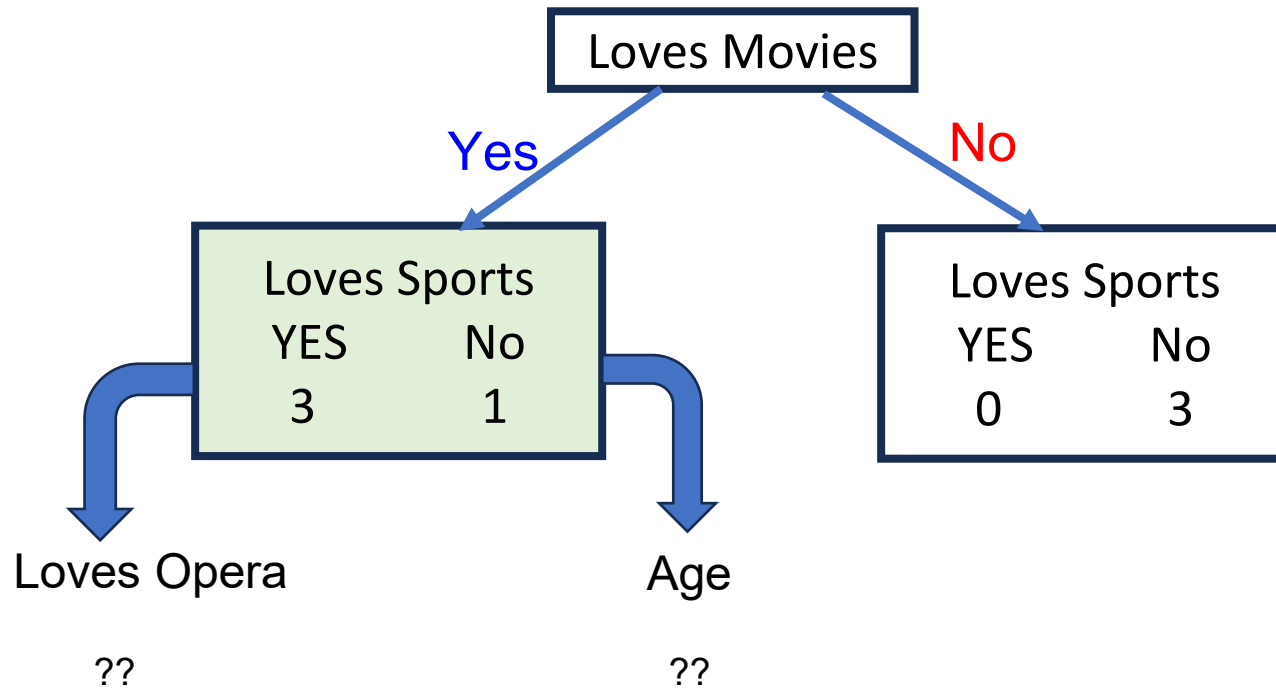 Loves Movies
Yes
No
Loves Sports
YES No
3 1
Loves Sports
YES No
0 3
Loves Opera
Age
??
??